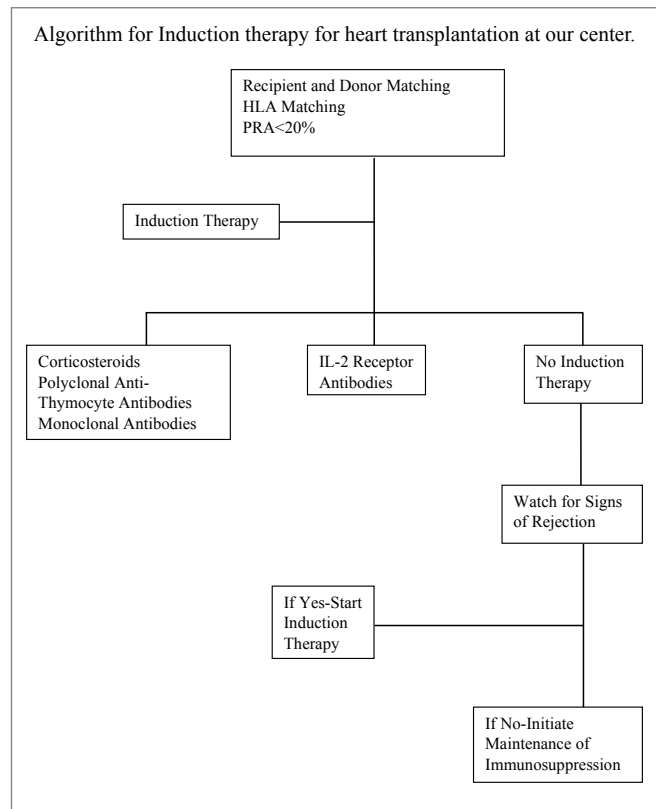 Algorithm for Induction therapy for heart transplantation at our center.
Recipient and Donor Matching
HLA Matching
PRA<20%
Induction Therapy
Corticosteroids
Polyclonal Anti-
Thymocyte Antibodies
Monoclonal Antibodies
IL-2 Receptor
Antibodies
No Induction
Therapy
Watch for Signs
of Rejection
If Yes-Start
Induction
Therapy
If No-Initiate
Maintenance of
Immunosuppression